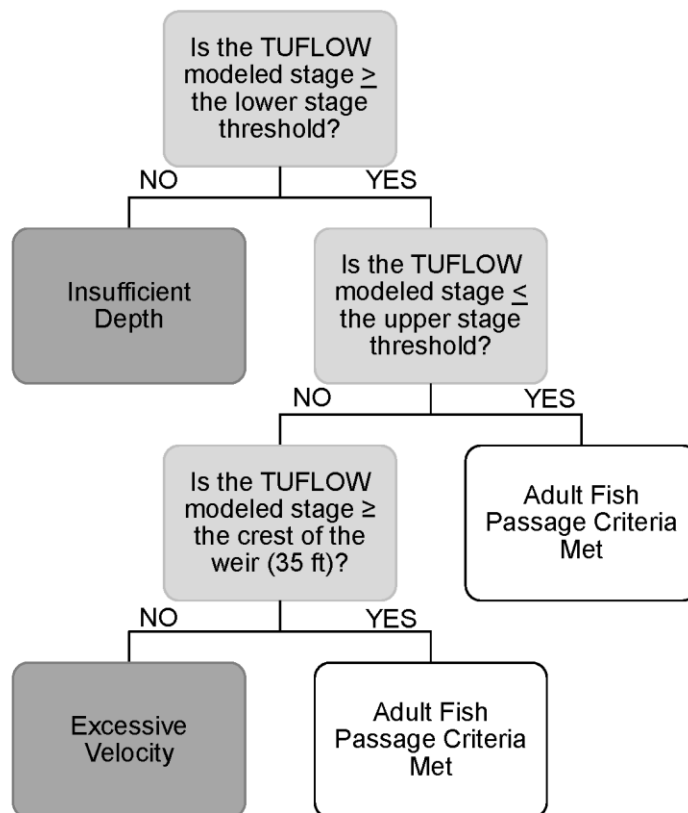 Is the TUFLOW
modeled stage ≥
the lower stage
threshold?
NO
YES
Insufficient
Depth
Is the TUFLOW
modeled stage ≤
the upper stage
threshold?
NO
YES
Is the TUFLOW
modeled stage ≥
the crest of the
weir (35 ft)?
Adult Fish
Passage Criteria
Met
NO
YES
Excessive
Velocity
Adult Fish
Passage Criteria
Met